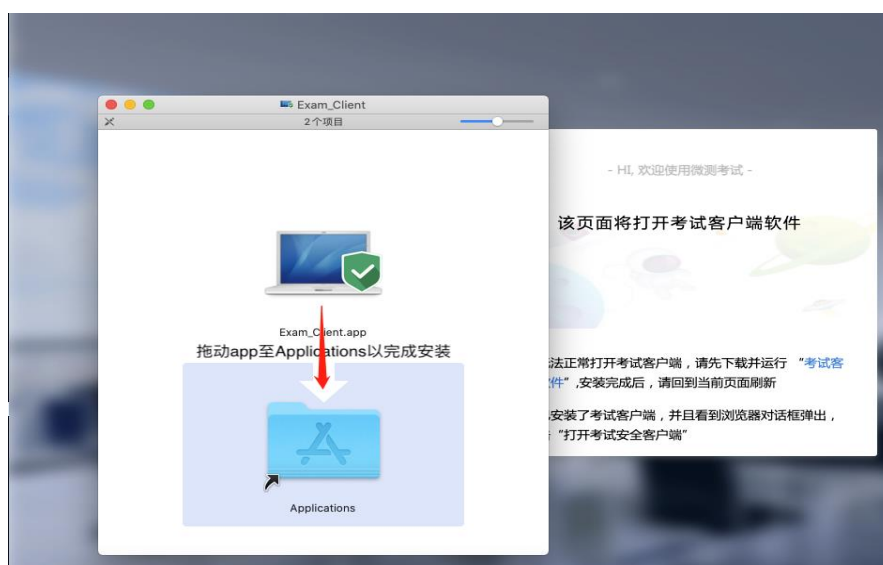 Exam_Client
2个项目
Exam_Client.app
拖动app至Applications以完成安装
Applications
- HI, 欢迎使用微测考试 -
该页面将打开考试客户端软件
法正常打开考试客户端，请先下载并运行 “考试客
件”,安装完成后，请回到当前页面刷新
安装了考试客户端，并且看到浏览器对话框弹出，
“打开考试安全客户端”